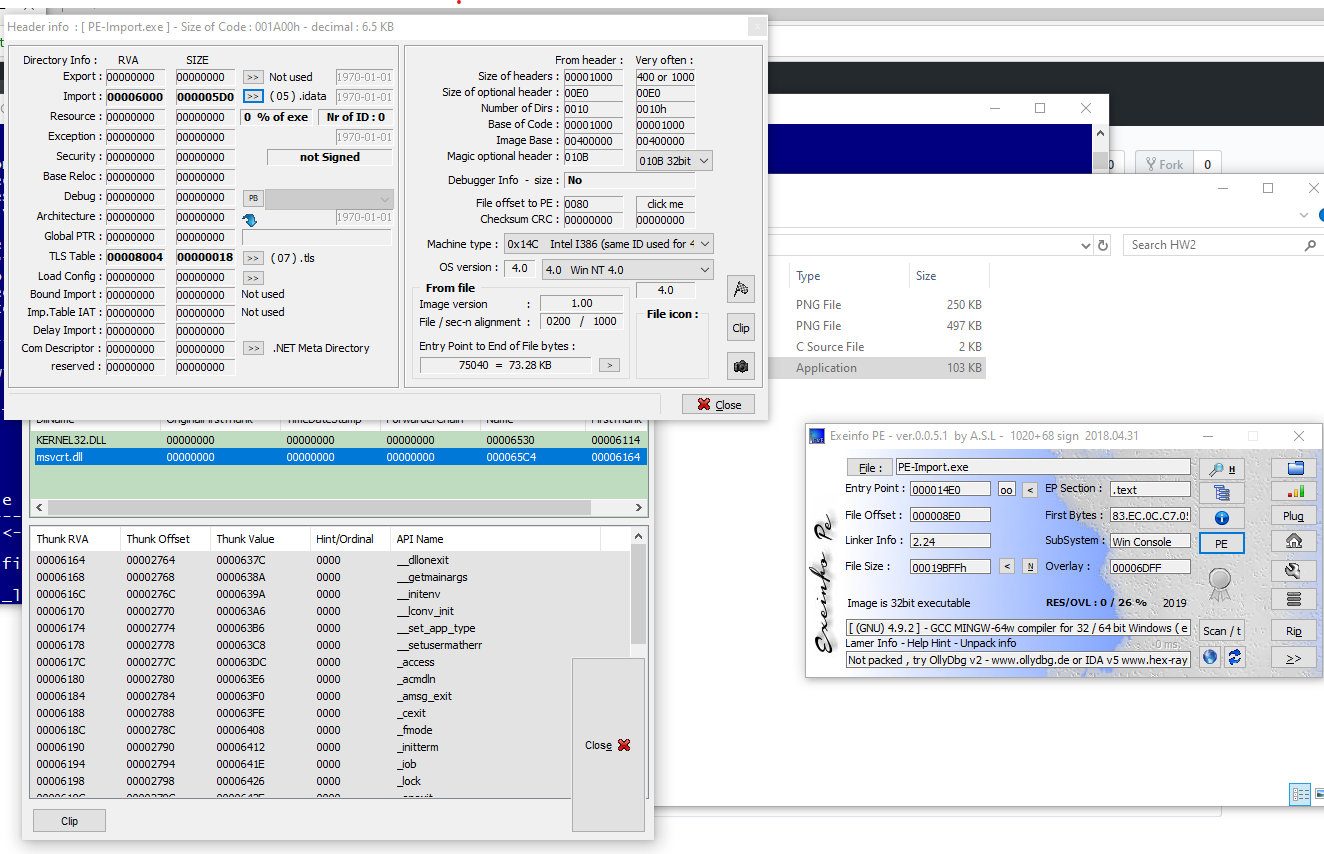 Header info : [ PE-Import.exe ] - Size of Code : 001A00h - decimal : 6.5 KB
Directory Info : RVA SIZE
Export : 00000000 00000000 >> Not used 1970-01-01
Import : 00006000 000005D0 >> ( 05 ) .idata 1970-01-01
Resource : 00000000 00000000 0 % of exe Nr of ID : 0
Exception : 00000000 00000000 1970-01-01
Security : 00000000 00000000 not Signed
Base Reloc : 00000000 00000000
Debug : 00000000 00000000 PB
Architecture : 00000000 00000000 1970-01-01
Global PTR : 00000000 00000000
TLS Table : 00008004 00000018 >> ( 07 ) .tls
Load Config : 00000000 00000000 >>
Bound Import : 00000000 00000000 Not used
Imp.Table IAT : 00000000 00000000 Not used
Delay Import : 00000000 00000000
Com Descriptor : 00000000 00000000 >> .NET Meta Directory
reserved : 00000000 00000000
From header : Very often :
Size of headers : 00001000 400 or 1000
Size of optional header : 00E0 00E0
Number of Dirs : 0010 0010h
Base of Code : 00001000 00001000
Image Base : 00400000 00400000
Magic optional header : 010B 010B 32bit
Debugger Info - size : No
File offset to PE : 0080 click me
Checksum CRC : 00000000 00000000
Machine type : 0x14C Intel I386 (same ID used for 4
OS version : 4.0 4.0 Win NT 4.0
From file 4.0
Image version : 1.00
File / sec-n alignment : 0200 / 1000
File icon :
Entry Point to End of File bytes :
75040 = 73.28 KB >
Clip
Close
Fork 0
Search HW2
Type Size
PNG File 250 KB
PNG File 497 KB
C Source File 2 KB
Application 103 KB
DllName OriginalFirstThunk TimeDateStamp ForwarderChain Name FirstThunk
KERNEL32.DLL 00000000 00000000 00000000 00006530 00006114
msvcrt.dll 00000000 00000000 00000000 000065C4 00006164
Thunk RVA Thunk Offset Thunk Value Hint/Ordinal API Name
00006164 00002764 0000637C 0000 __dllonexit
00006168 00002768 0000638A 0000 __getmainargs
0000616C 0000276C 0000639A 0000 __initenv
00006170 00002770 000063A6 0000 __lconv_init
00006174 00002774 000063B6 0000 __set_app_type
00006178 00002778 000063C8 0000 __setusermatherr
0000617C 0000277C 000063DC 0000 _access
00006180 00002780 000063E6 0000 _acmdln
00006184 00002784 000063F0 0000 _amsg_exit
00006188 00002788 000063FE 0000 _cexit
0000618C 0000278C 00006408 0000 _fmode
00006190 00002790 00006412 0000 _initterm
00006194 00002794 0000641E 0000 _iob
00006198 00002798 00006426 0000 _lock
Close
Clip
Exeinfo PE - ver.0.0.5.1 by A.S.L - 1020+68 sign 2018.04.31
Exeinfo Pe
File : PE-Import.exe H
Entry Point : 000014E0 oo < EP Section : .text
File Offset : 000008E0 First Bytes : 83.EC.0C.C7.05 Plug
Linker Info : 2.24 SubSystem : Win Console PE
File Size : 00019BFFh < N Overlay : 00006DFF
Image is 32bit executable RES/OVL : 0 / 26 % 2019
[ (GNU) 4.9.2 ] - GCC MINGW-64w compiler for 32 / 64 bit Windows ( e Scan / t Rip
Lamer Info - Help Hint - Unpack info 0 ms.
Not packed , try OllyDbg v2 - www.ollydbg.de or IDA v5 www.hex-ray >>